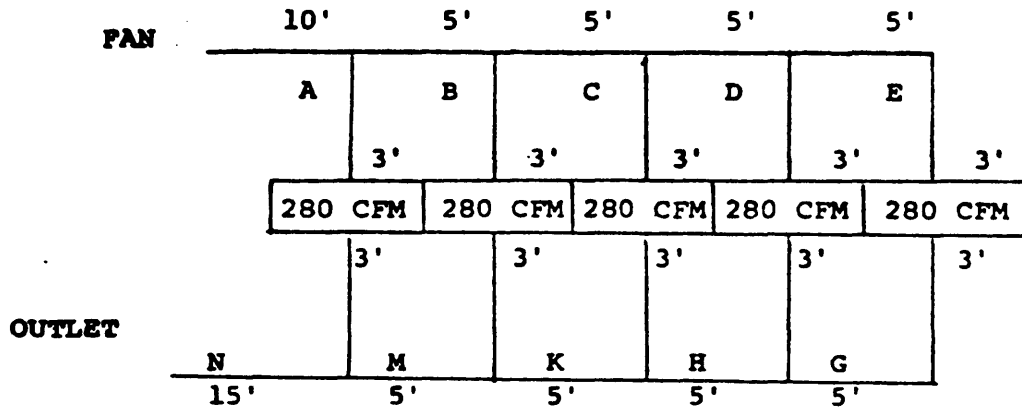 10' 5' 5' 5' 5'
FAN
A B C D E
3' 3' 3' 3' 3'
280 CFM 280 CFM 280 CFM 280 CFM 280 CFM
3' 3' 3' 3' 3'
OUTLET
N M K H G
15' 5' 5' 5' 5'